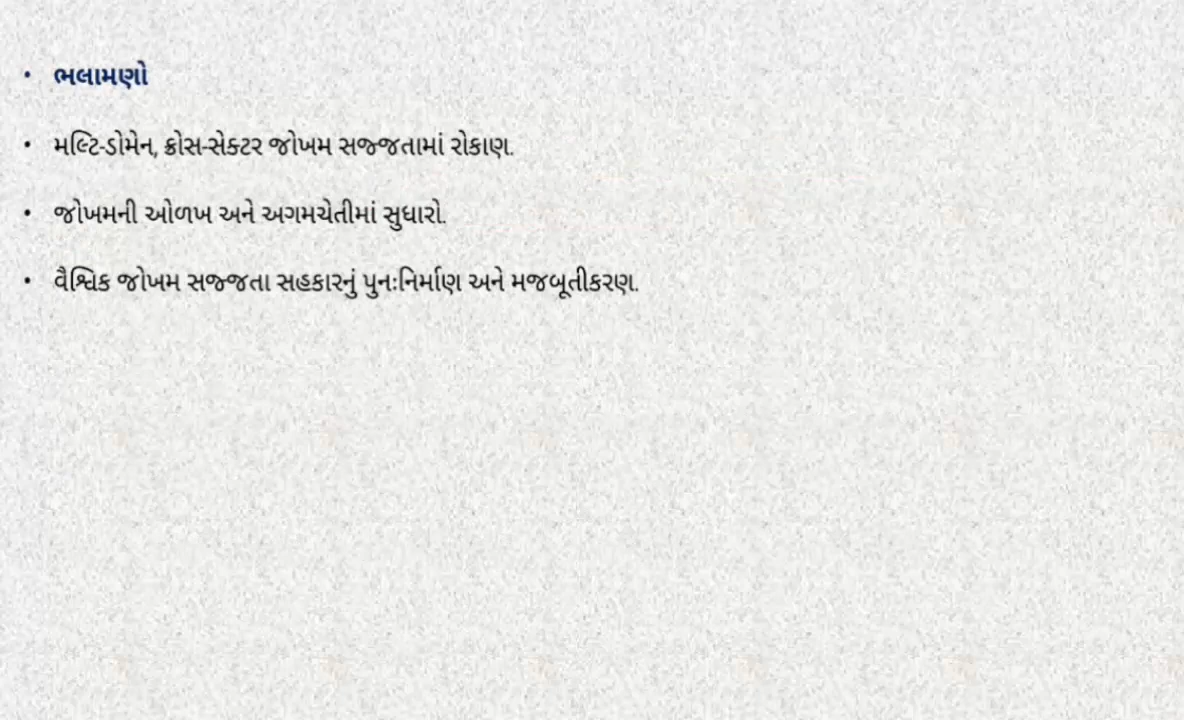 • ભલામણો
• મલ્ટિ-ડોમેન, ક્રોસ-સેક્ટર જોખમ સજ્જતામાં રોકાણ.
• જોખમની ઓળખ અને અગમચેતીમાં સુધારો.
• વૈશ્વિક જોખમ સજ્જતા સહકારનું પુનઃનિર્માણ અને મજબૂતીકરણ.